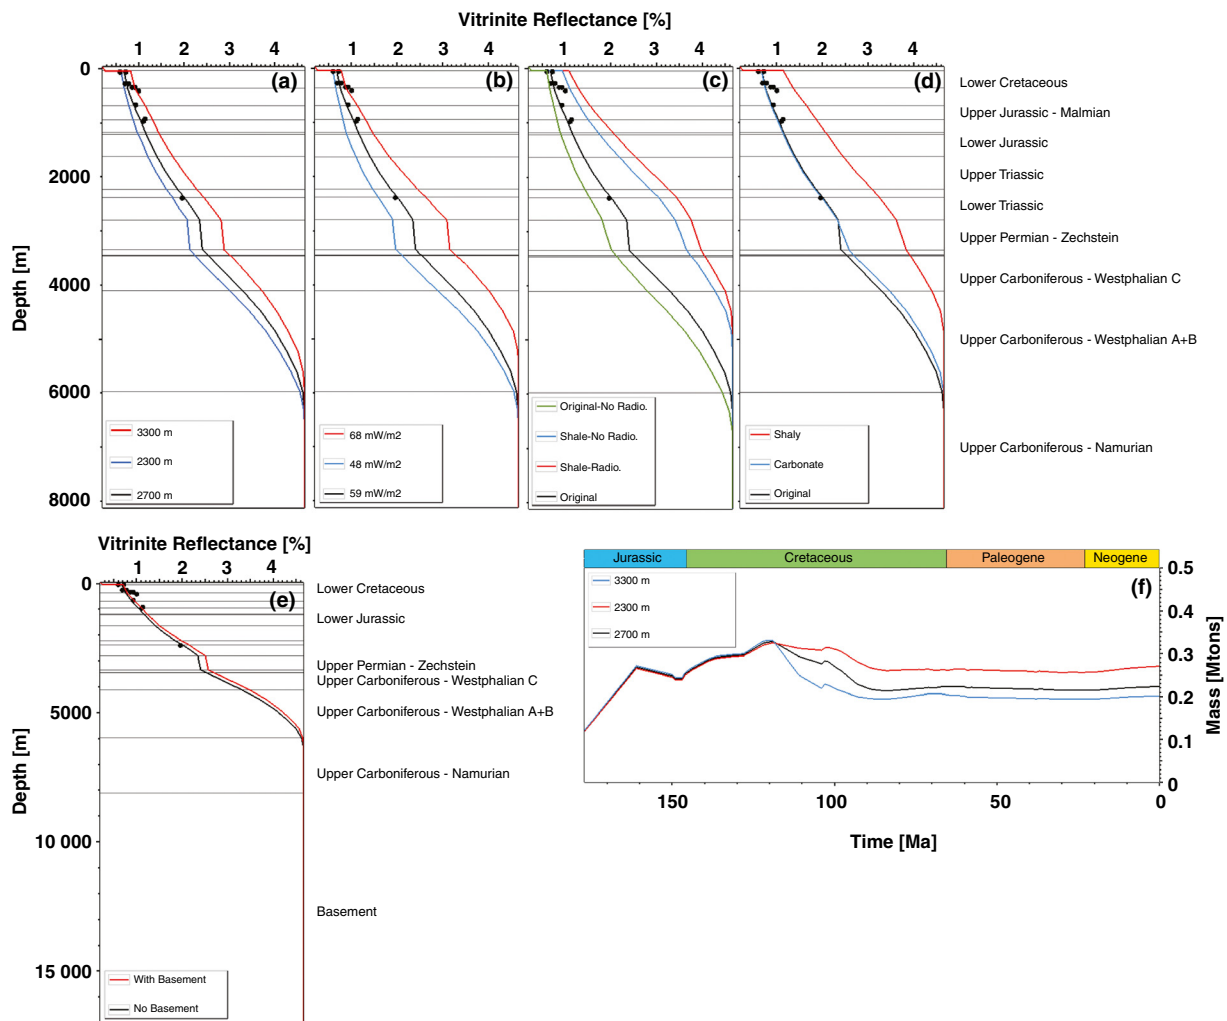 Vitrinite Reflectance [%]
1 2 3 4 1 2 3 4 1 2 3 4 1 2 3 4
0 (a) (b) (c) (d)
Lower Cretaceous
Upper Jurassic - Malmian
Lower Jurassic
2000 Upper Triassic
Lower Triassic
Upper Permian - Zechstein
Depth [m]
4000 Upper Carboniferous - Westphalian C
Upper Carboniferous - Westphalian A+B
6000
Original-No Radio.
3300 m 68 mW/m2 Shale-No Radio. Shaly
2300 m 48 mW/m2 Shale-Radio. Carbonate
2700 m 59 mW/m2 Original Original
Upper Carboniferous - Namurian
8000
Vitrinite Reflectance [%]
1 2 3 4
0 (e) Lower Cretaceous
Lower Jurassic
Upper Permian - Zechstein
Upper Carboniferous - Westphalian C
5000 Upper Carboniferous - Westphalian A+B
Depth [m]
Upper Carboniferous - Namurian
10 000
Basement
15 000
With Basement
No Basement
Jurassic Cretaceous Paleogene Neogene
3300 m
2300 m
2700 m
(f)
0.5
0.4
0.3
0.2
0.1
0
Mass [Mtons]
150 100 50 0
Time [Ma]